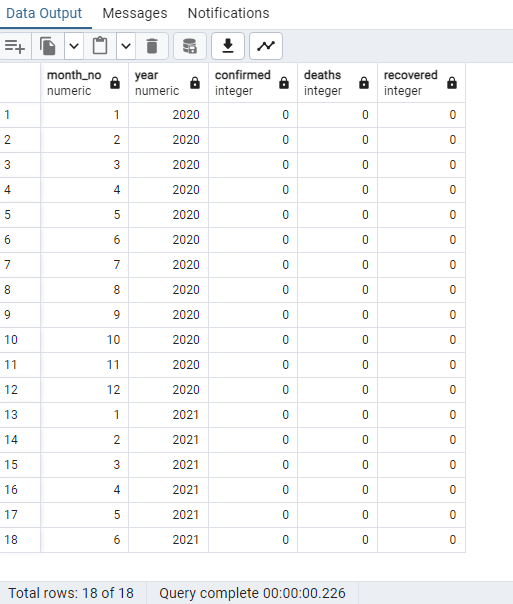 Data Output Messages Notifications
month_no year confirmed deaths recovered
numeric numeric integer integer integer
1 1 2020 0 0 0
2 2 2020 0 0 0
3 3 2020 0 0 0
4 4 2020 0 0 0
5 5 2020 0 0 0
6 6 2020 0 0 0
7 7 2020 0 0 0
8 8 2020 0 0 0
9 9 2020 0 0 0
10 10 2020 0 0 0
11 11 2020 0 0 0
12 12 2020 0 0 0
13 1 2021 0 0 0
14 2 2021 0 0 0
15 3 2021 0 0 0
16 4 2021 0 0 0
17 5 2021 0 0 0
18 6 2021 0 0 0
Total rows: 18 of 18 Query complete 00:00:00.226